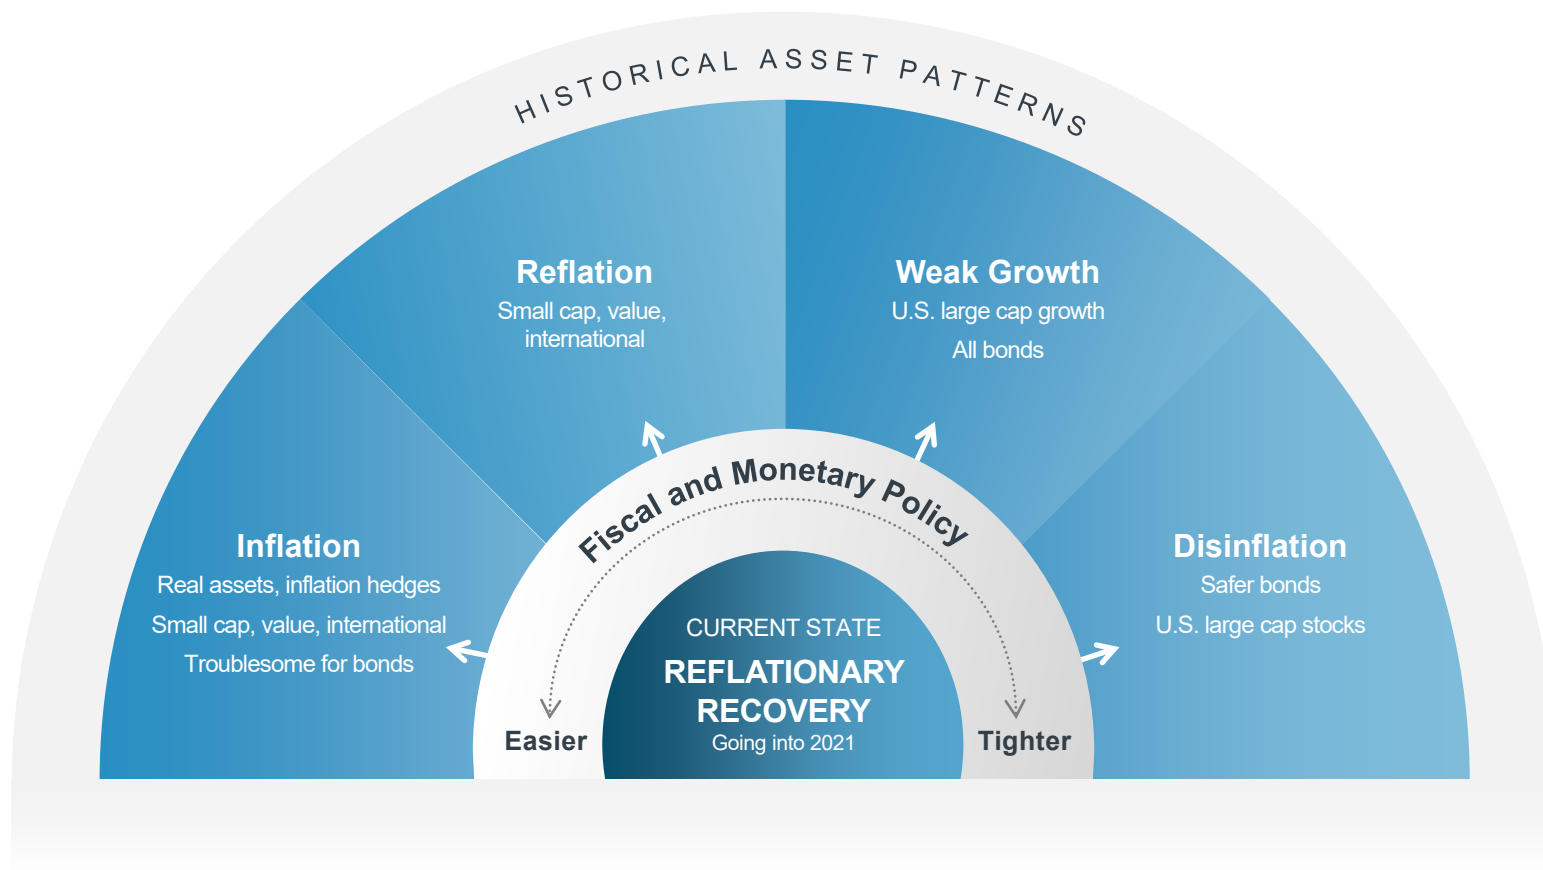 HISTORICAL ASSET PATTERNS
Reflation
Small cap, value,
international
Weak Growth
U.S. large cap growth
All bonds
Inflation
Real assets, inflation hedges
Small cap, value, international
Troublesome for bonds
Disinflation
Safer bonds
U.S. large cap stocks
Fiscal and Monetary Policy
Easier
Tighter
CURRENT STATE
REFLATIONARY
RECOVERY
Going into 2021